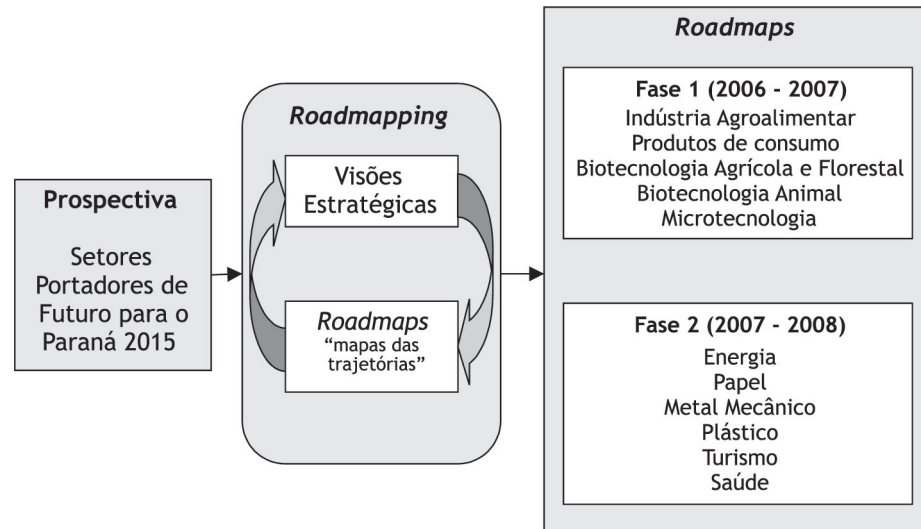 Prospectiva
Setores
Portadores de
Futuro para o
Paraná 2015
Roadmapping
Visões
Estratégicas
Roadmaps
“mapas das
trajetórias”
Roadmaps
Fase 1 (2006 - 2007)
Indústria Agroalimentar
Produtos de consumo
Biotecnologia Agrícola e Florestal
Biotecnologia Animal
Microtecnologia
Fase 2 (2007 - 2008)
Energia
Papel
Metal Mecânico
Plástico
Turismo
Saúde